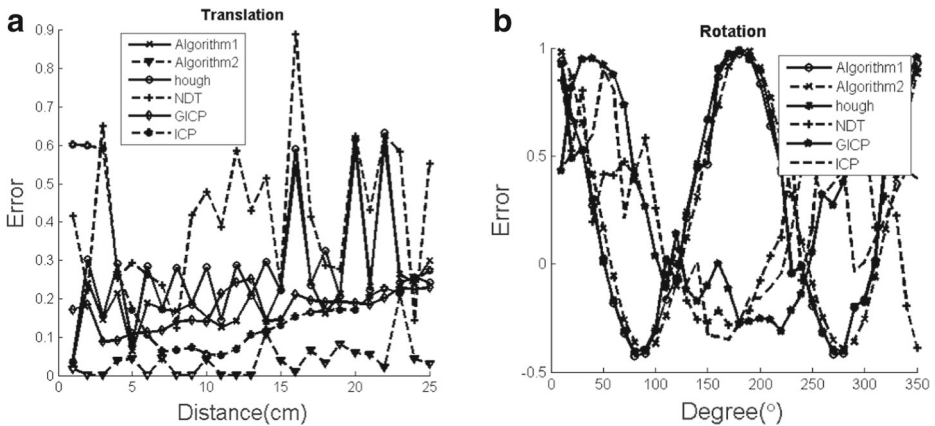 a
Translation
Algorithm1
Algorithm2
hough
NDT
GICP
ICP
Error
0.9
0.8
0.7
0.6
0.5
0.4
0.3
0.2
0.1
0
0 5 10 15 20 25
Distance(cm)
b
Rotation
Algorithm1
Algorithm2
hough
NDT
GICP
ICP
Error
1
0.5
0
-0.5
0 50 100 150 200 250 300 350
Degree(°)